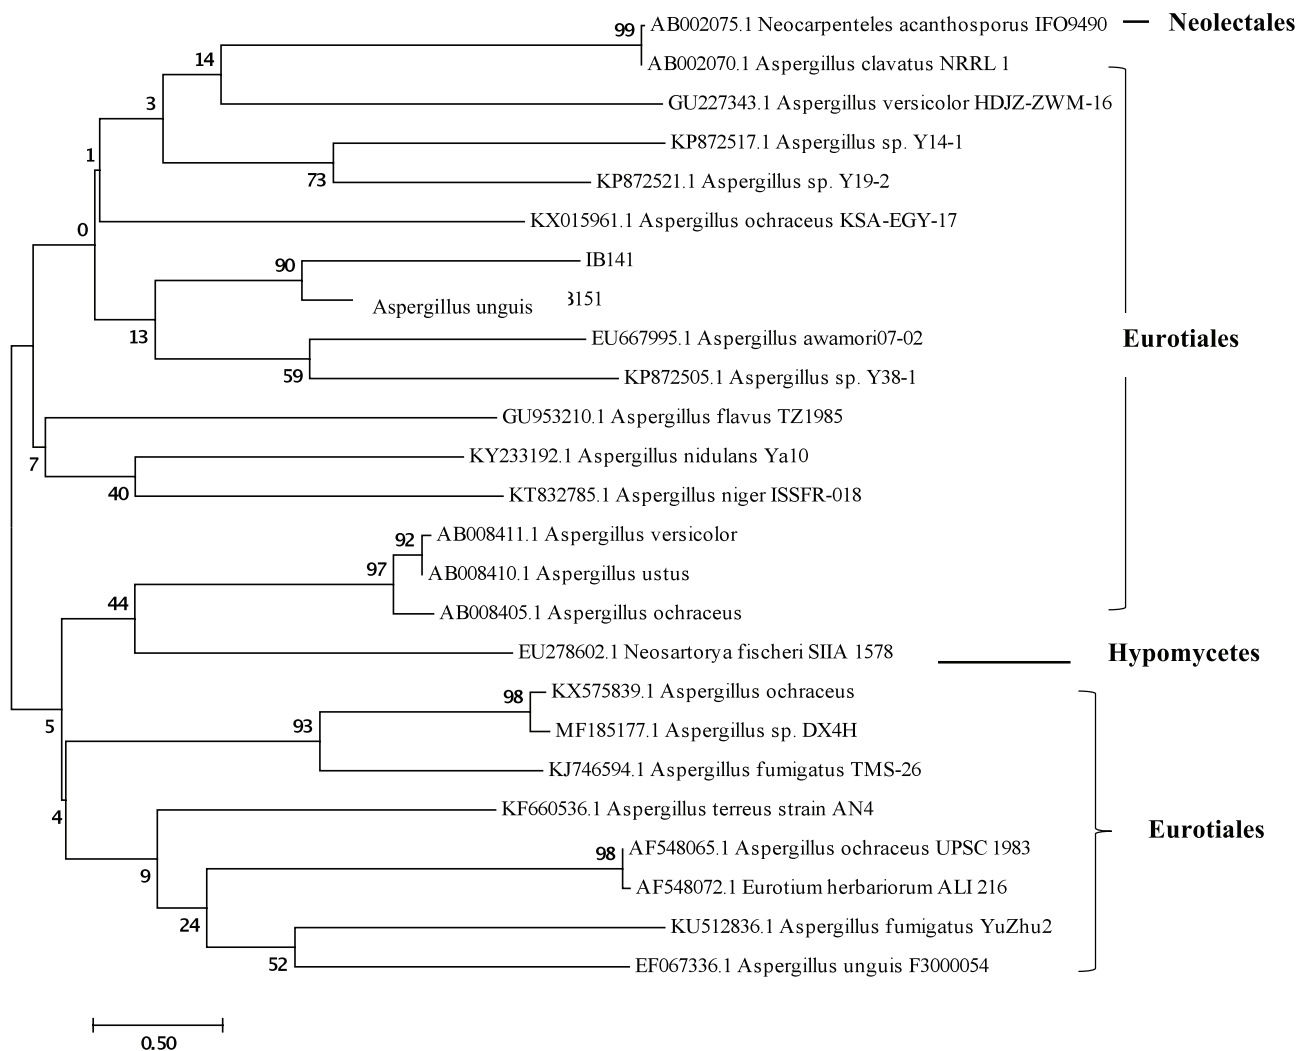 99
AB002075.1 Neocarpenteles acanthosporus IFO9490
Neolectales
14
AB002070.1 Aspergillus clavatus NRRL 1
3
GU227343.1 Aspergillus versicolor HDJZ-ZWM-16
1
KP872517.1 Aspergillus sp. Y14-1
73
KP872521.1 Aspergillus sp. Y19-2
0
KX015961.1 Aspergillus ochraceus KSA-EGY-17
90
IB141
Aspergillus unguis
151
13
EU667995.1 Aspergillus awamori07-02
Eurotiales
59
KP872505.1 Aspergillus sp. Y38-1
GU953210.1 Aspergillus flavus TZ1985
7
KY233192.1 Aspergillus nidulans Ya10
40
KT832785.1 Aspergillus niger ISSFR-018
92
AB008411.1 Aspergillus versicolor
97
AB008410.1 Aspergillus ustus
44
AB008405.1 Aspergillus ochraceus
EU278602.1 Neosartorya fischeri SIIA 1578
Hypomycetes
98
KX575839.1 Aspergillus ochraceus
5
93
MF185177.1 Aspergillus sp. DX4H
KJ746594.1 Aspergillus fumigatus TMS-26
4
KF660536.1 Aspergillus terreus strain AN4
Eurotiales
98
AF548065.1 Aspergillus ochraceus UPSC 1983
9
AF548072.1 Eurotium herbariorum ALI 216
24
KU512836.1 Aspergillus fumigatus YuZhu2
52
EF067336.1 Aspergillus unguis F3000054
0.50